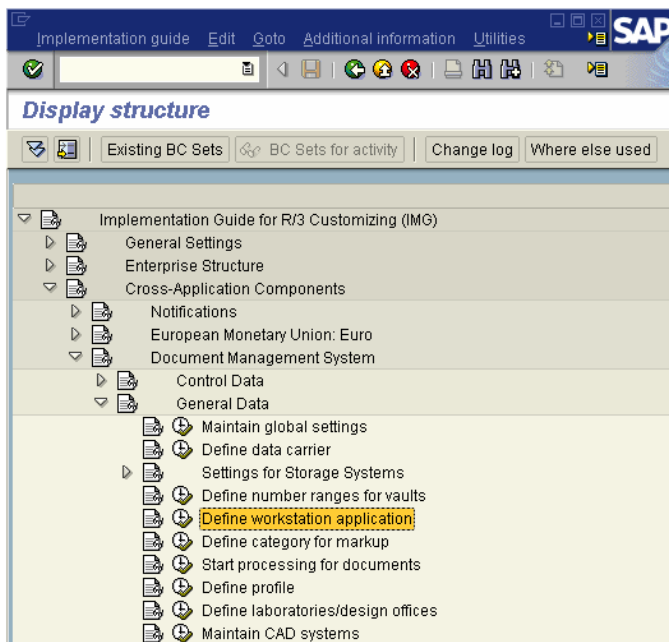 Implementation guide Edit Goto Additional information Utilities
SAP
Display structure
Existing BC Sets BC Sets for activity Change log Where else used
Implementation Guide for R/3 Customizing (IMG)
General Settings
Enterprise Structure
Cross-Application Components
Notifications
European Monetary Union: Euro
Document Management System
Control Data
General Data
Maintain global settings
Define data carrier
Settings for Storage Systems
Define number ranges for vaults
Define workstation application
Define category for markup
Start processing for documents
Define profile
Define laboratories/design offices
Maintain CAD systems